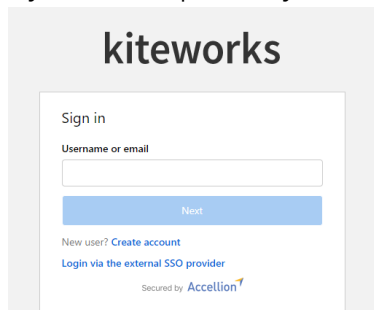 kiteworks
Sign in
Username or email
Next
New user? Create account
Login via the external SSO provider
Secured by Accellion